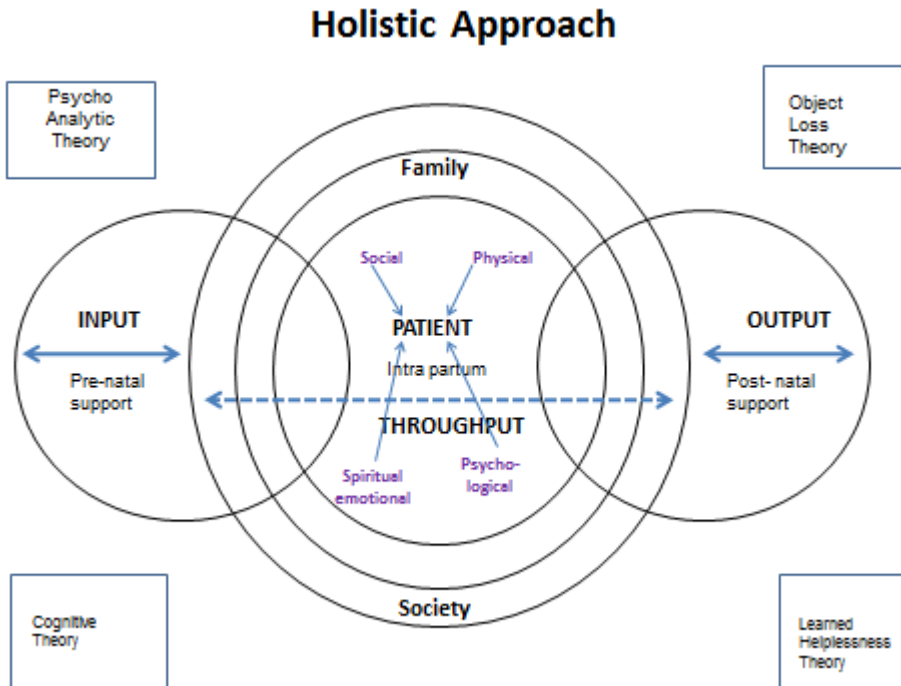 Holistic Approach
Psycho
Analytic
Theory
Object
Loss
Theory
Family
Social
Physical
INPUT
PATIENT
OUTPUT
Pre-natal
support
Intra partum
Post- natal
support
THROUGHPUT
Spiritual
emotional
Psycho-
logical
Society
Cognitive
Theory
Learned
Helplessness
Theory